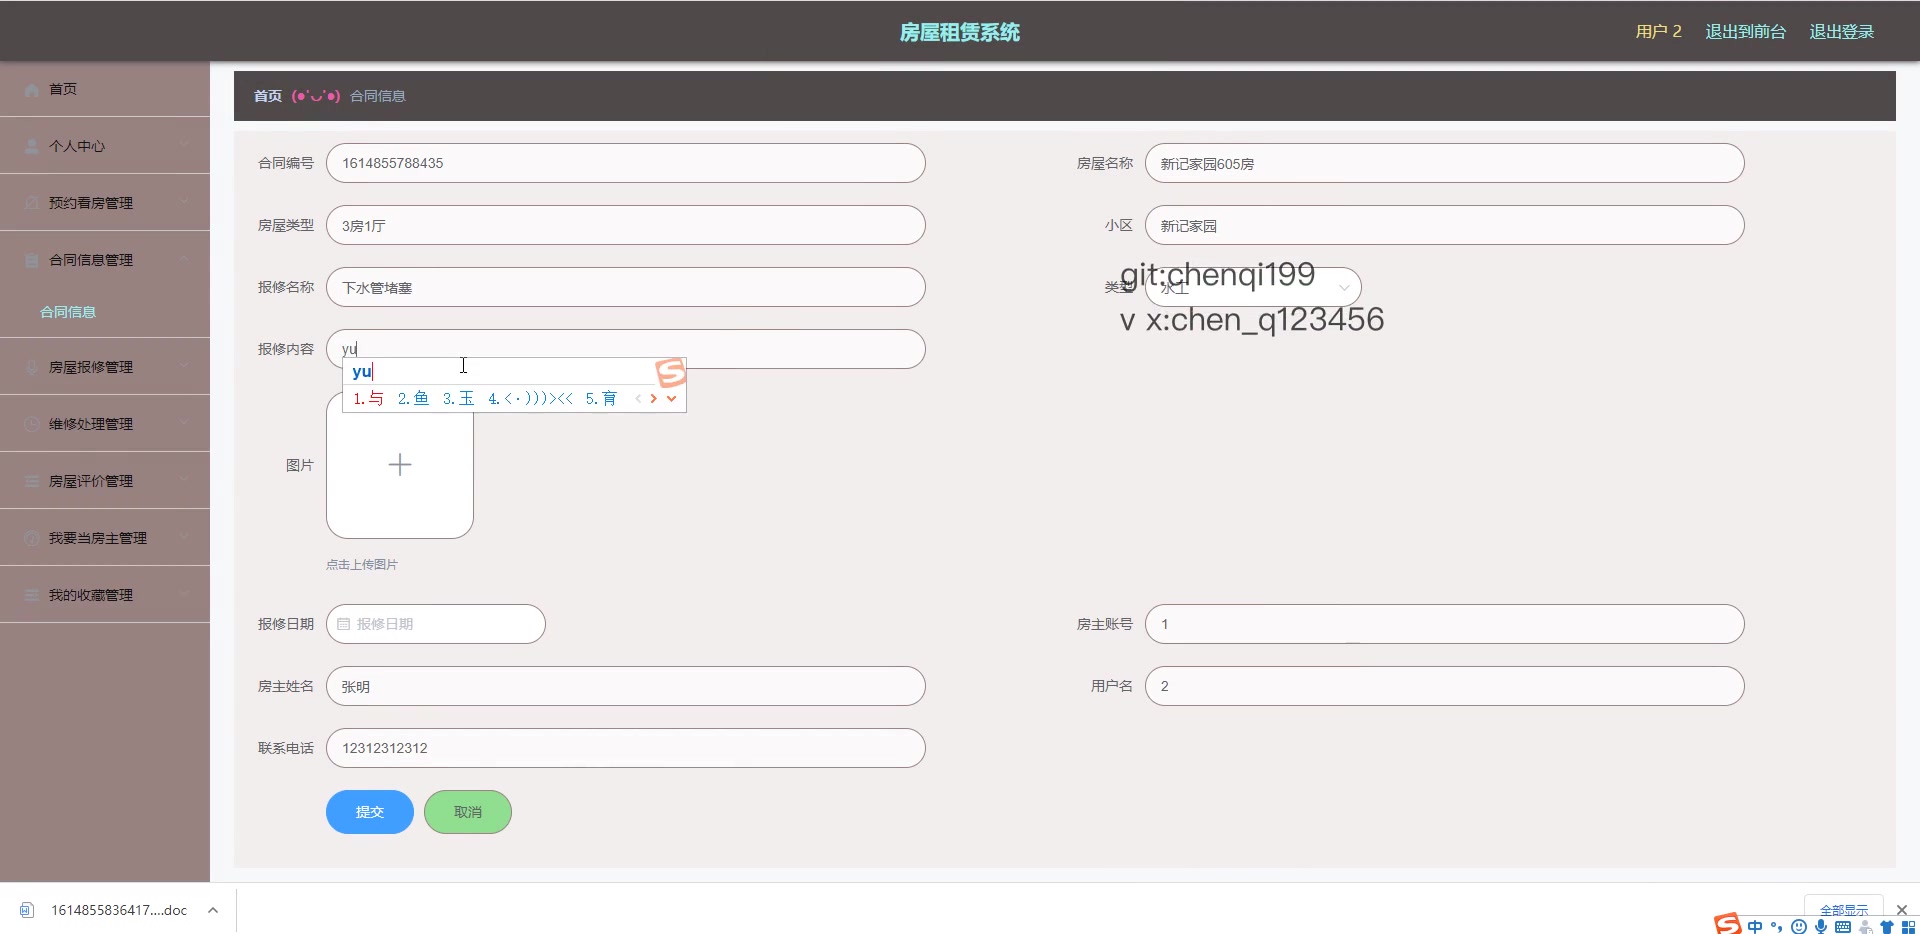 房屋租赁系统
用户 2 退出到前台 退出登录
首页
个人中心
预约看房管理
合同信息管理
合同信息
房屋报修管理
维修处理管理
房屋评价管理
我要当房主管理
我的收藏管理
首页 (●'◡'●) 合同信息
合同编号 1614855788435
房屋名称 新记家园605房
房屋类型 3房1厅
小区 新记家园
报修名称 下水管堵塞
类型 水工
git:chenqi199
v x:chen_q123456
报修内容 yu
yu
1.与 2.鱼 3.玉 4.<·)))><< 5.育
图片
点击上传图片
报修日期 报修日期
房主账号 1
房主姓名 张明
用户名 2
联系电话 12312312312
提交 取消
1614855836417....doc
全部显示
中